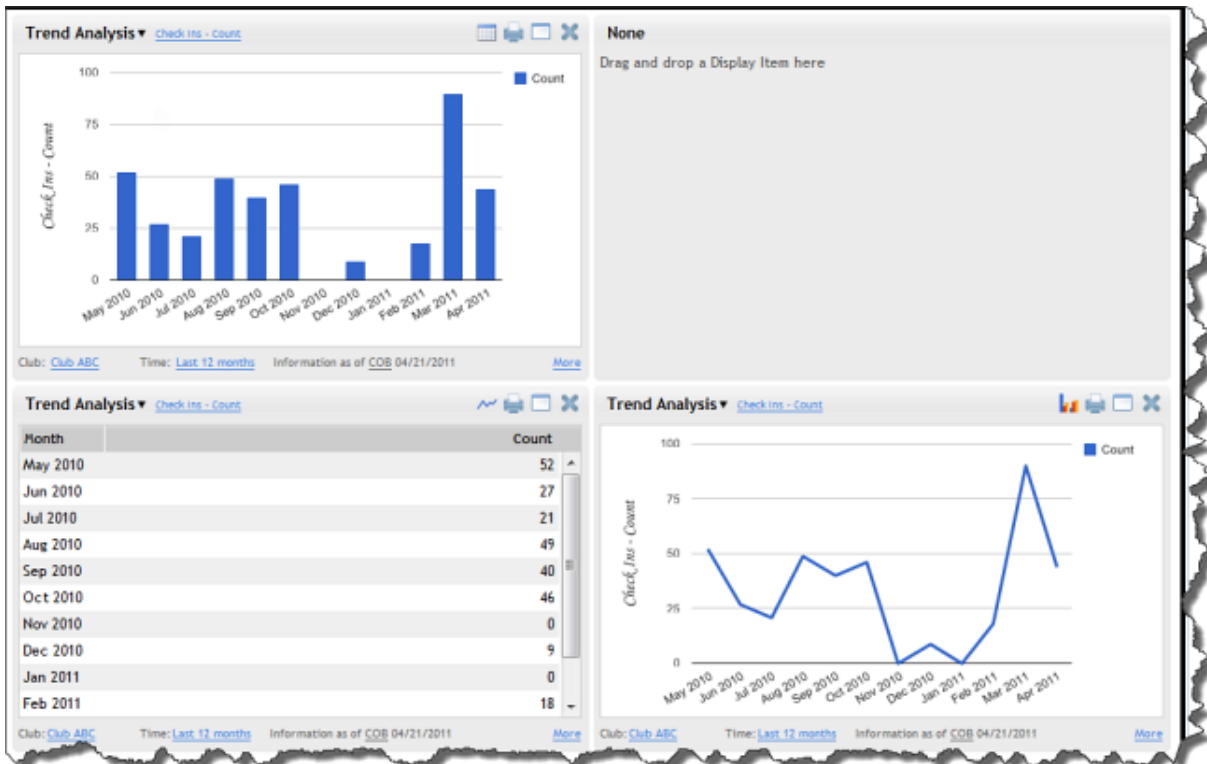 Trend Analysis▼ Check Ins - Count
100
75
50
25
0
Check_Ins - Count
Count
May 2010
Jun 2010
Jul 2010
Aug 2010
Sep 2010
Oct 2010
Nov 2010
Dec 2010
Jan 2011
Feb 2011
Mar 2011
Apr 2011
Club: Club ABC Time: Last 12 months Information as of COB 04/21/2011 More
None
Drag and drop a Display Item here
Trend Analysis▼ Check Ins - Count
Month Count
May 2010 52
Jun 2010 27
Jul 2010 21
Aug 2010 49
Sep 2010 40
Oct 2010 46
Nov 2010 0
Dec 2010 9
Jan 2011 0
Feb 2011 18
Club: Club ABC Time: Last 12 months Information as of COB 04/21/2011 More
Trend Analysis▼ Check Ins - Count
100
75
50
25
0
Check_Ins - Count
Count
May 2010
Jun 2010
Jul 2010
Aug 2010
Sep 2010
Oct 2010
Nov 2010
Dec 2010
Jan 2011
Feb 2011
Mar 2011
Apr 2011
Club: Club ABC Time: Last 12 months Information as of COB 04/21/2011 More